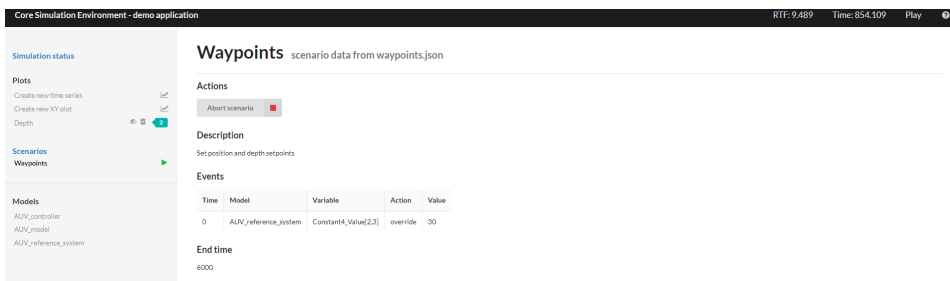 Core Simulation Environment - demo application RTF: 9.489 Time: 854.109 Play
Simulation status
Plots
Create new time series
Create new XY plot
Depth 2
Scenarios
Waypoints
Models
AUV_controller
AUV_model
AUV_reference_system
Waypoints scenario data from waypoints.json
Actions
Abort scenario
Description
Set position and depth setpoints
Events
Time Model Variable Action Value
0 AUV_reference_system Constant4_Value[2,3] override 30
End time
6000